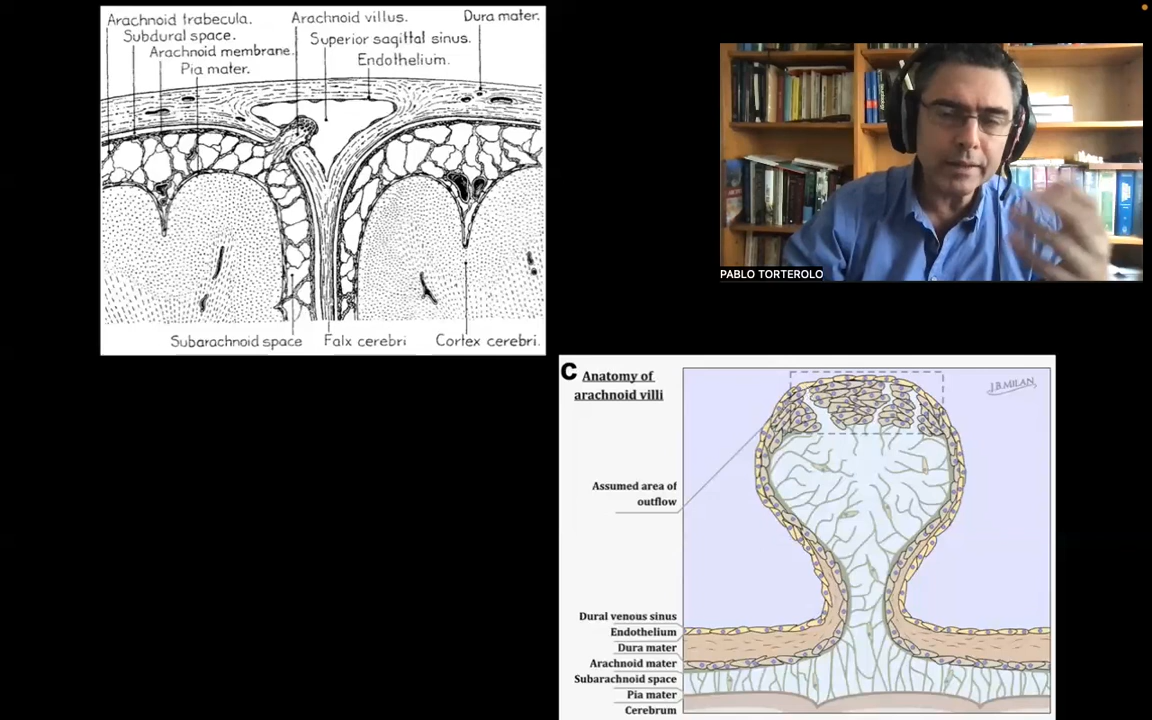 Arachnoid trabecula.
Arachnoid villus.
Dura mater.
Subdural space.
Superior sagittal sinus.
Arachnoid membrane.
Endothelium.
Pia mater.
Subarachnoid space
Falx cerebri
Cortex cerebri.
PABLO TORTEROLO
C
Anatomy of
arachnoid villi
J.B.MILAN
Assumed area of
outflow
Dural venous sinus
Endothelium
Dura mater
Arachnoid mater
Subarachnoid space
Pia mater
Cerebrum